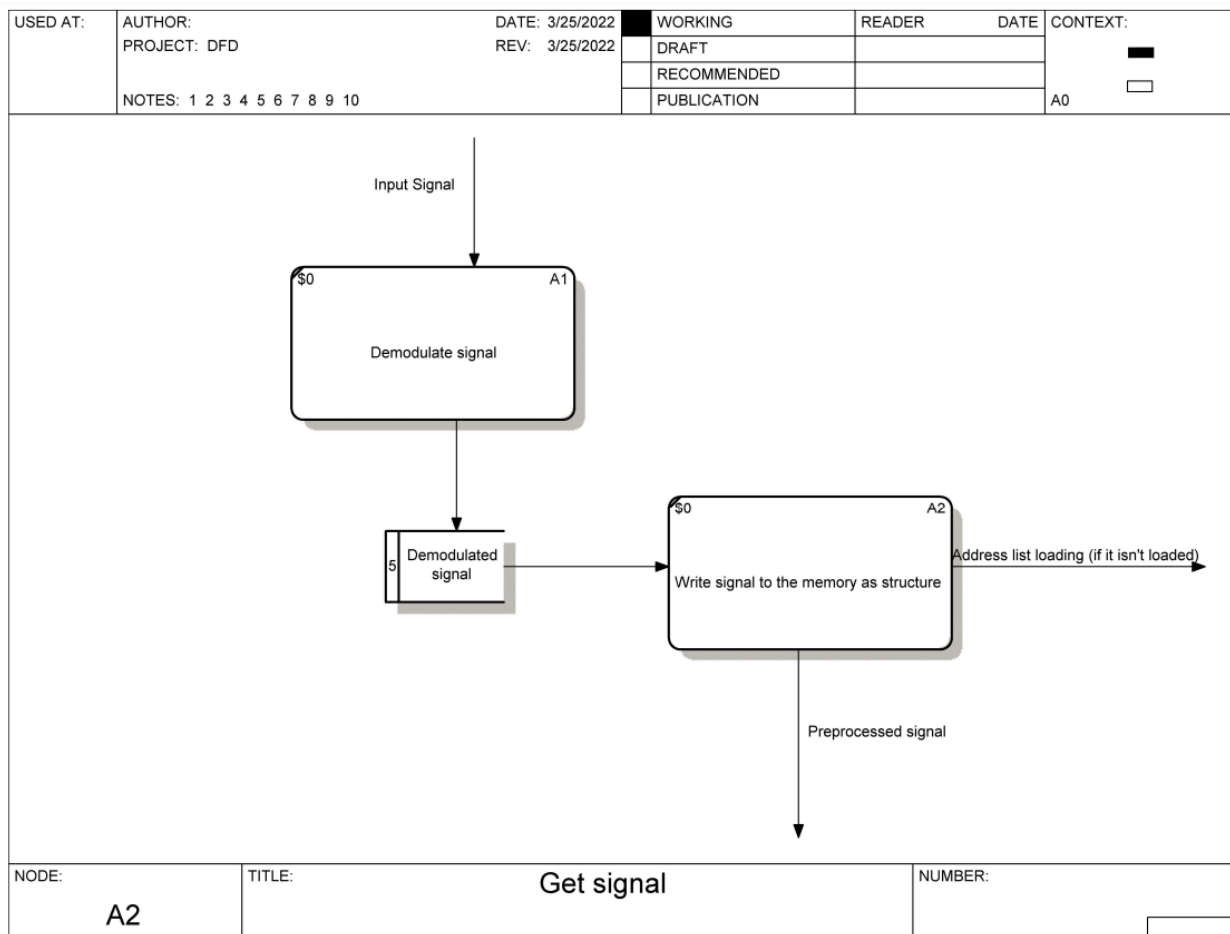 USED AT:
AUTHOR:
DATE: 3/25/2022
WORKING
READER
DATE
CONTEXT:
PROJECT: DFD
REV: 3/25/2022
DRAFT
RECOMMENDED
NOTES: 1 2 3 4 5 6 7 8 9 10
PUBLICATION
A0
Input Signal
$0
A1
Demodulate signal
$0
A2
5
Demodulated
signal
Address list loading (if it isn't loaded)
Write signal to the memory as structure
Preprocessed signal
NODE:
TITLE:
Get signal
NUMBER:
A2